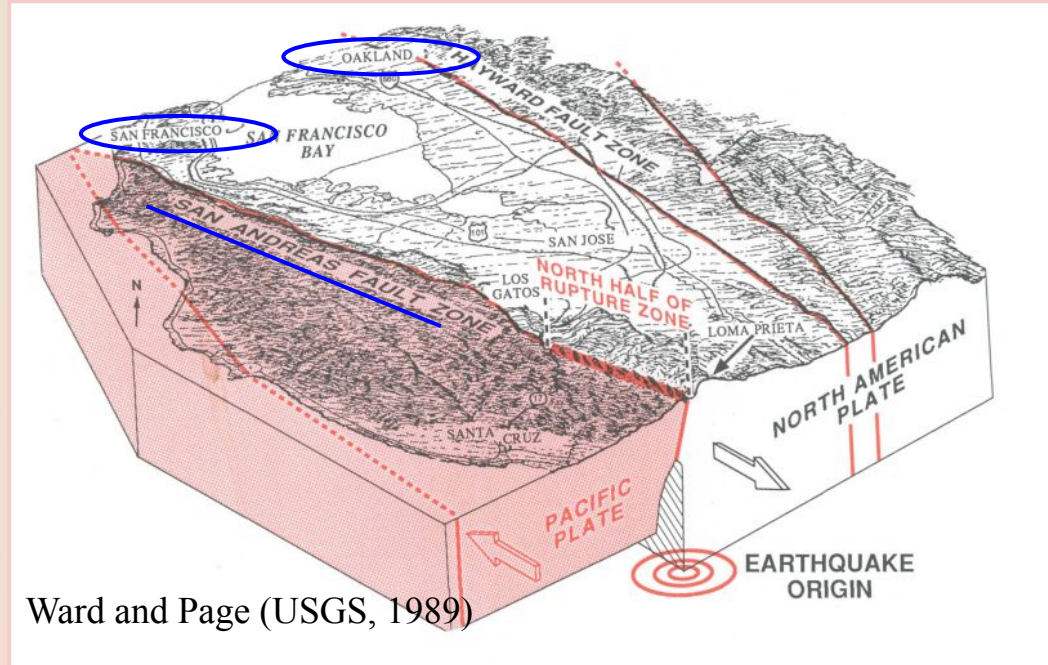 OAKLAND
HAYWARD FAULT ZONE
SAN FRANCISCO
SAN FRANCISCO
BAY
101
SAN JOSE
SAN ANDREAS FAULT ZONE
LOS
GATOS
NORTH HALF OF
RUPTURE ZONE
LOMA PRIETA
N
NORTH AMERICAN
PLATE
SANTA CRUZ
PACIFIC
PLATE
EARTHQUAKE
ORIGIN
Ward and Page (USGS, 1989)